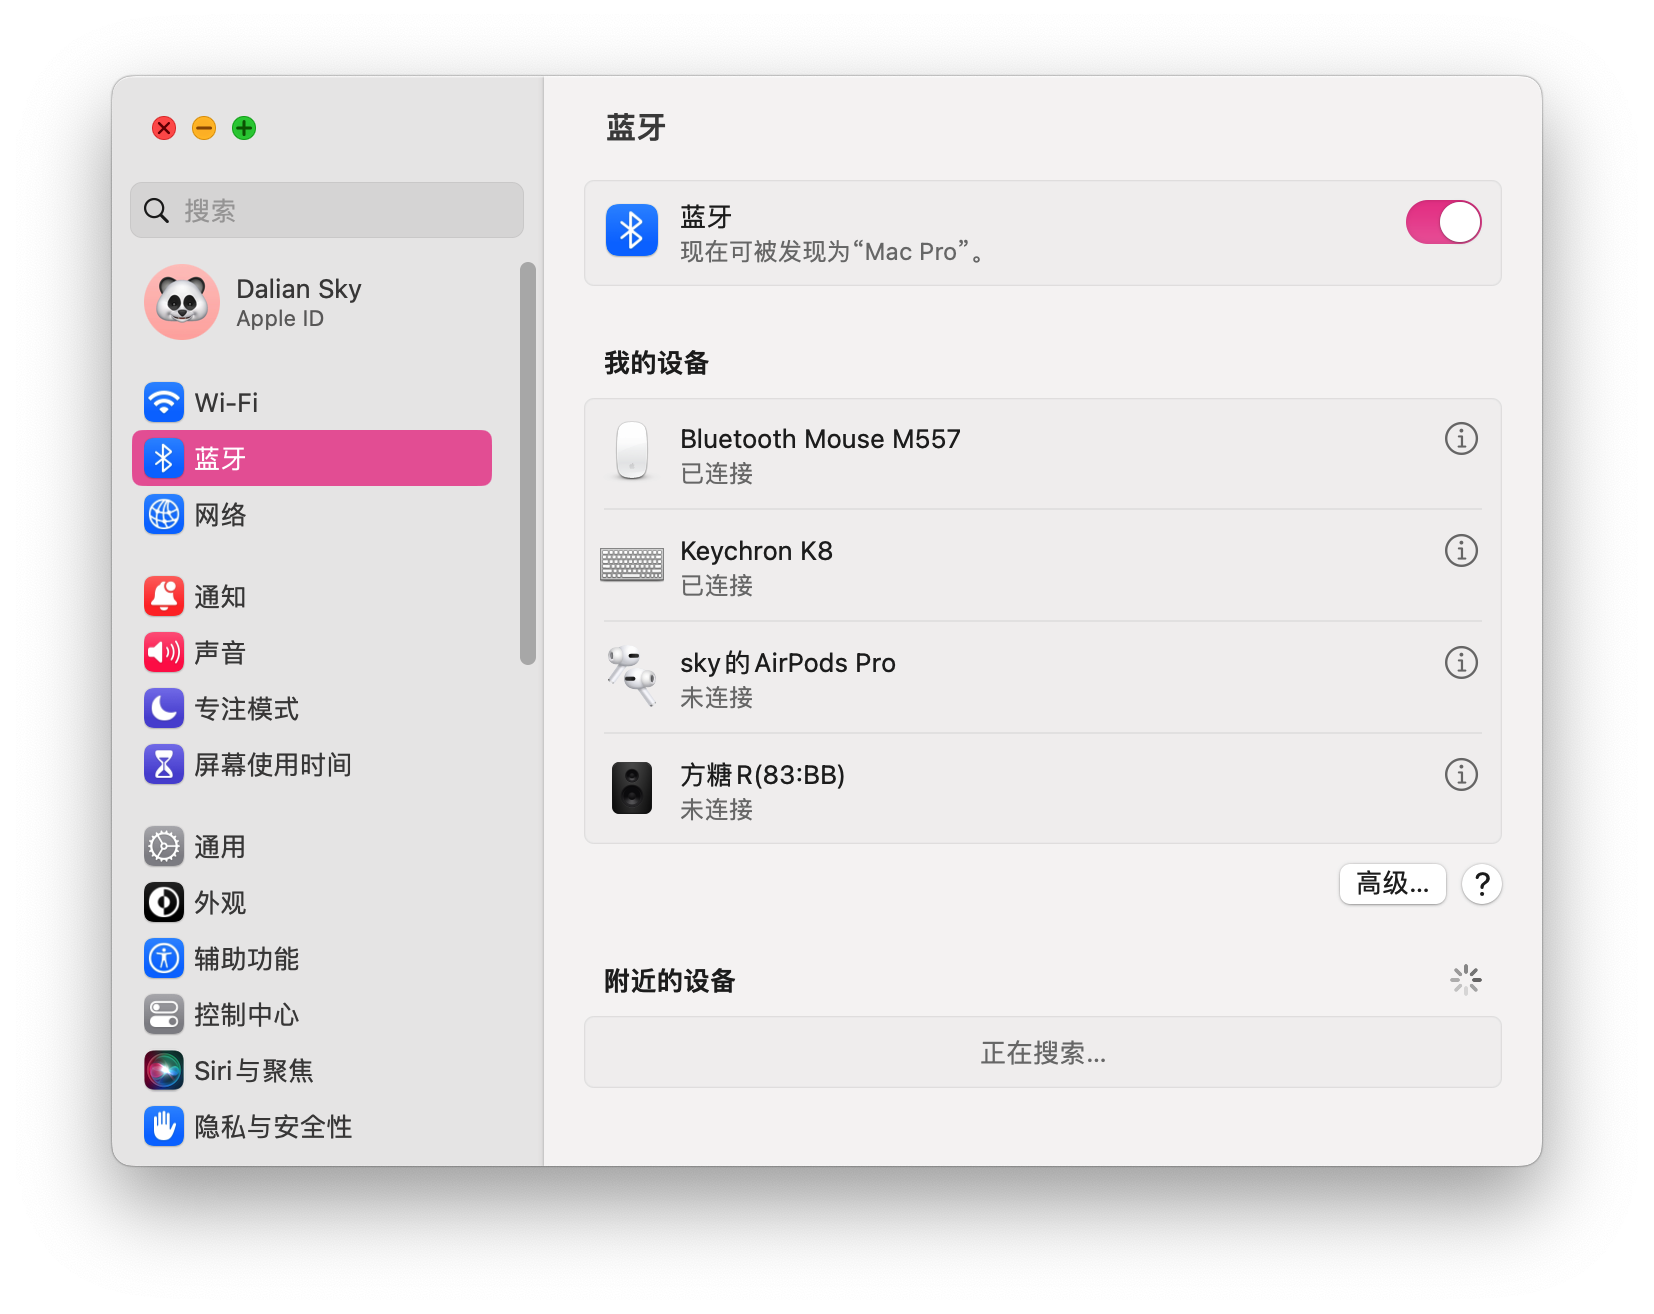 搜索
Dalian Sky
Apple ID
Wi-Fi
蓝牙
网络
通知
声音
专注模式
屏幕使用时间
通用
外观
辅助功能
控制中心
Siri与聚焦
隐私与安全性
蓝牙
蓝牙
现在可被发现为“Mac Pro”。
我的设备
Bluetooth Mouse M557
已连接
Keychron K8
已连接
sky的AirPods Pro
未连接
方糖R(83:BB)
未连接
高级...
?
附近的设备
正在搜索...